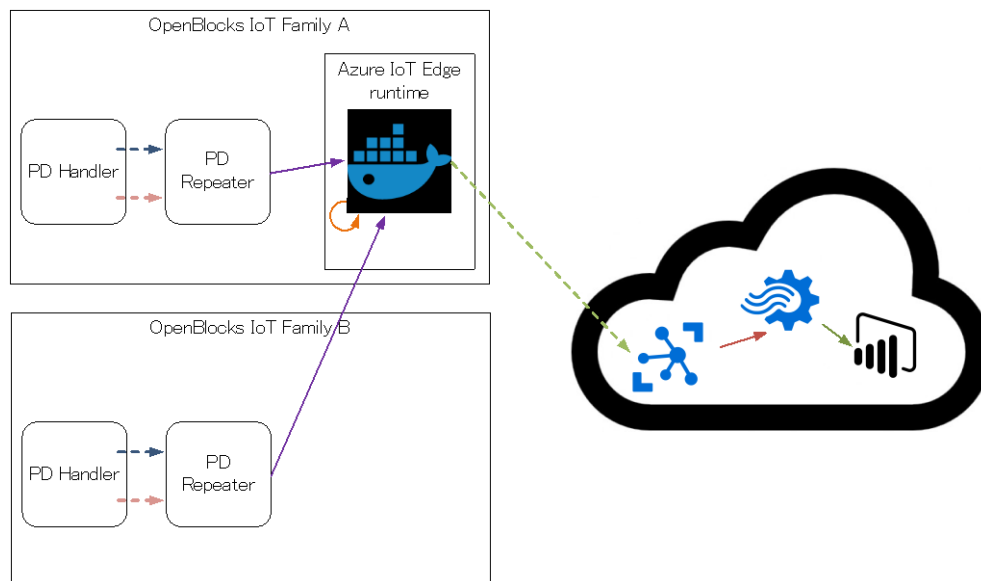 OpenBlocks IoT Family A
Azure IoT Edge
runtime
PD Handler
PD
Repeater
OpenBlocks IoT Family B
PD Handler
PD
Repeater